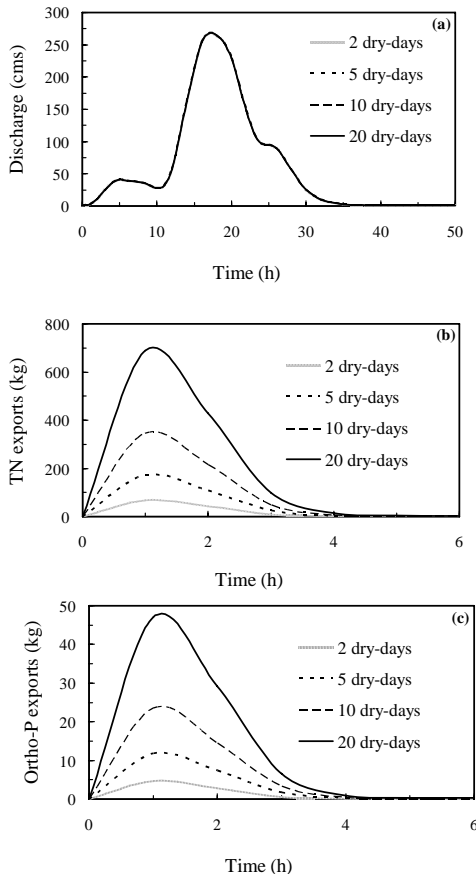 (a)
300
250
200
150
100
50
0
Discharge (cms)
2 dry-days
5 dry-days
10 dry-days
20 dry-days
0 10 20 30 40 50
Time (h)
(b)
800
600
400
200
0
TN exports (kg)
2 dry-days
5 dry-days
10 dry-days
20 dry-days
0 2 4 6
Time (h)
(c)
50
40
30
20
10
0
Ortho-P exports (kg)
2 dry-days
5 dry-days
10 dry-days
20 dry-days
0 2 4 6
Time (h)